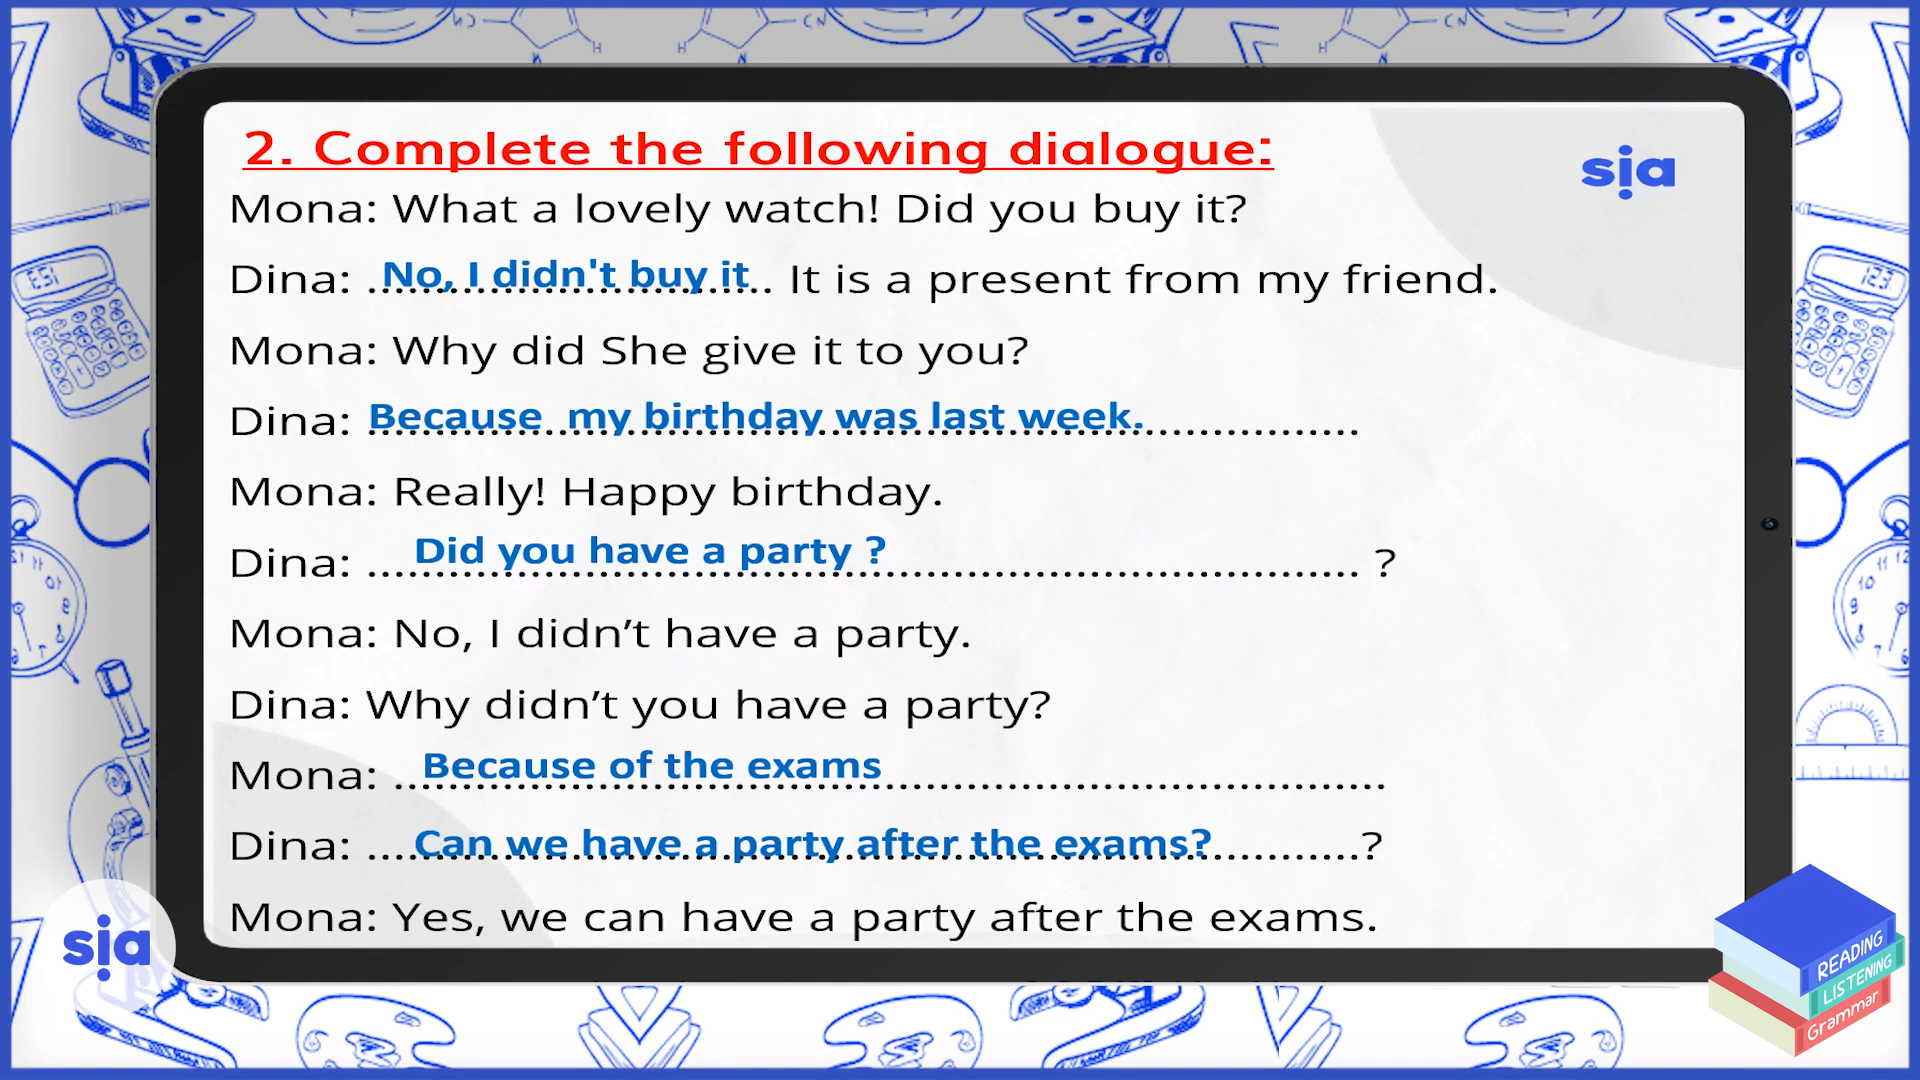 2. Complete the following dialogue:
sia
Mona: What a lovely watch! Did you buy it?
Dina: .No, I didn't buy it.. It is a present from my friend.
Mona: Why did She give it to you?
Dina: Because my birthday was last week. ............
Mona: Really! Happy birthday.
Dina: ... Did you have a party ? .................................. ?
Mona: No, I didn’t have a party.
Dina: Why didn’t you have a party?
Mona: .. Because of the exams .....................................
Dina: ... Can we have a party after the exams? ...........?
Mona: Yes, we can have a party after the exams.
sia
READING
LISTENING
Grammar